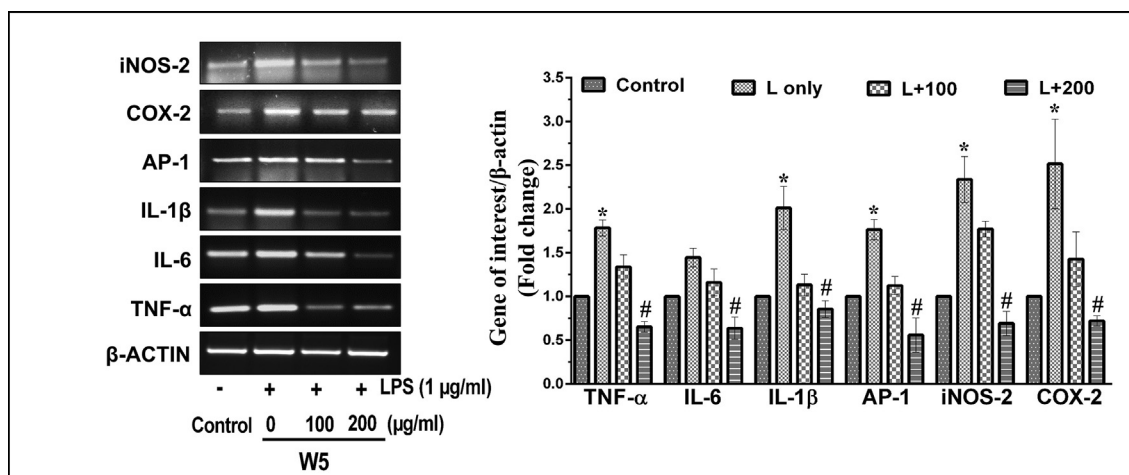 iNOS-2
COX-2
AP-1
IL-1β
IL-6
TNF-α
β-ACTIN
- + + + LPS (1 µg/ml)
Control 0 100 200 (µg/ml)
W5
Gene of interest/β-actin
(Fold change)
3.5
3.0
2.5
2.0
1.5
1.0
0.5
0.0
Control L only L+100 L+200
* # # * # * # * # * #
TNF-α IL-6 IL-1β AP-1 iNOS-2 COX-2